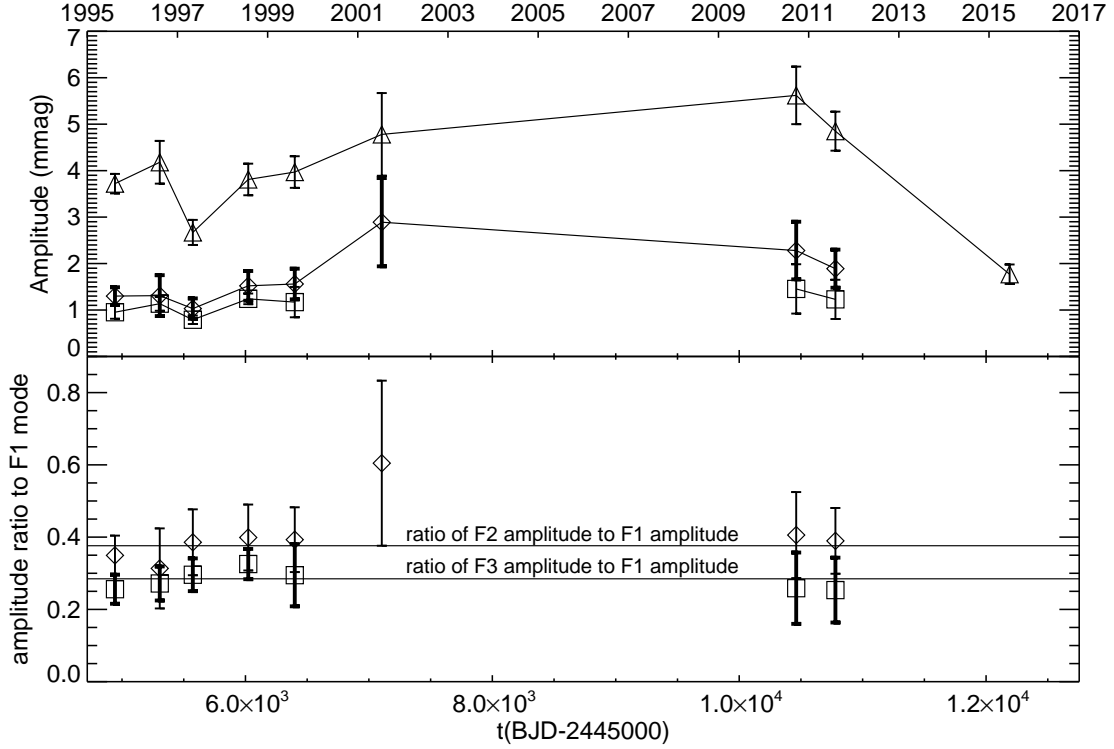 1995 1997 1999 2001 2003 2005 2007 2009 2011 2013 2015 2017
7
6
5
4
3
2
1
0
Amplitude (mmag)
0.8
0.6
0.4
0.2
0.0
amplitude ratio to F1 mode
ratio of F2 amplitude to F1 amplitude
ratio of F3 amplitude to F1 amplitude
6.0×10³ 8.0×10³ 1.0×10⁴ 1.2×10⁴
t(BJD-2445000)